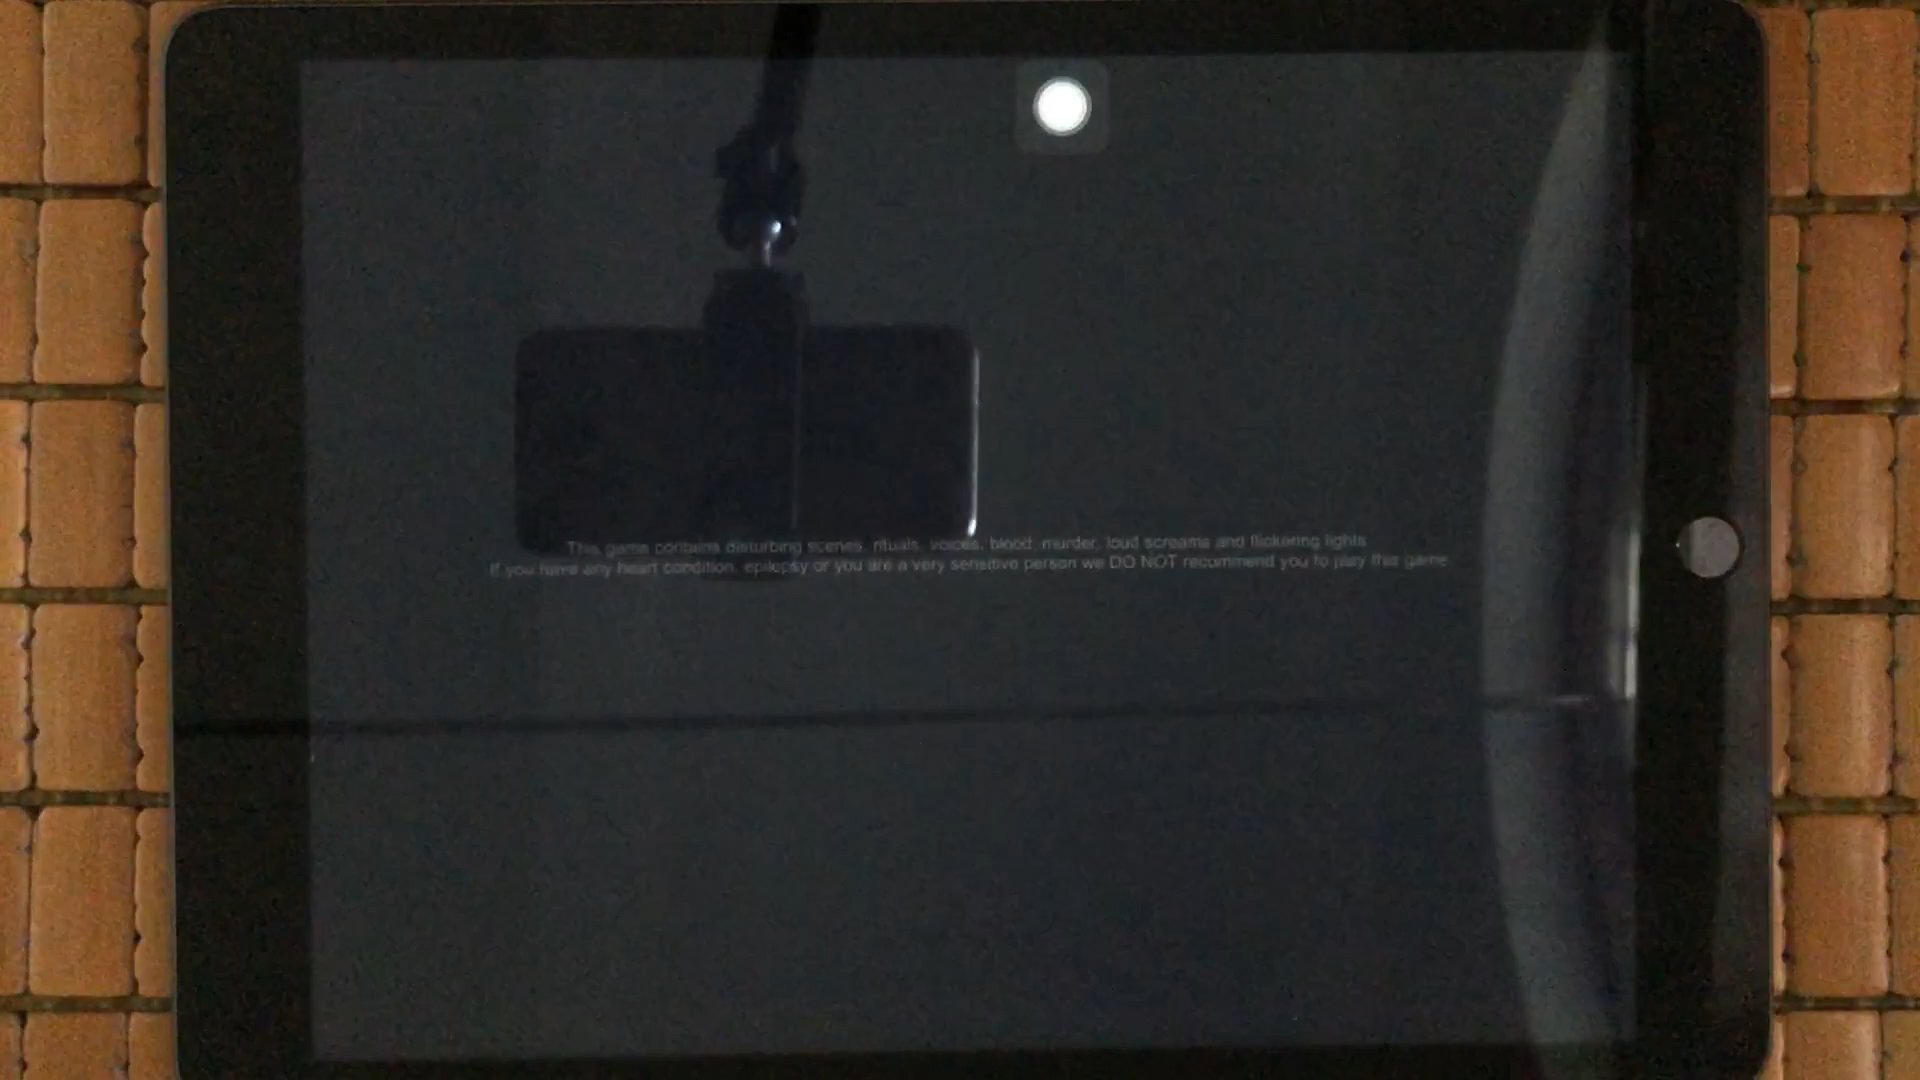 This game contains disturbing scenes, rituals, voices, blood, murder, loud screams and flickering lights
If you have any heart condition, epilepsy or you are a very sensitive person we DO NOT recommend you to play this game